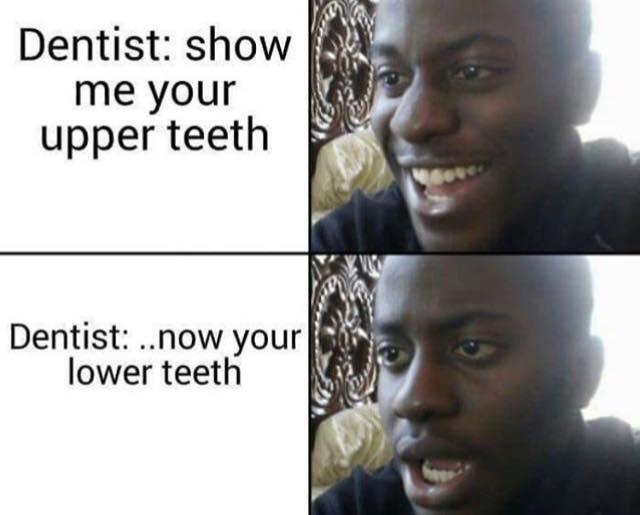 Dentist: show
me your
upper teeth
Dentist: ..now your
lower teeth